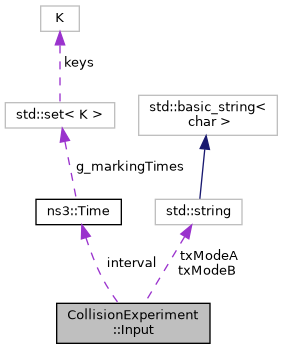 K
keys
std::set< K >
std::basic_string<
char >
g_markingTimes
ns3::Time
std::string
interval
txModeA
txModeB
CollisionExperiment
::Input